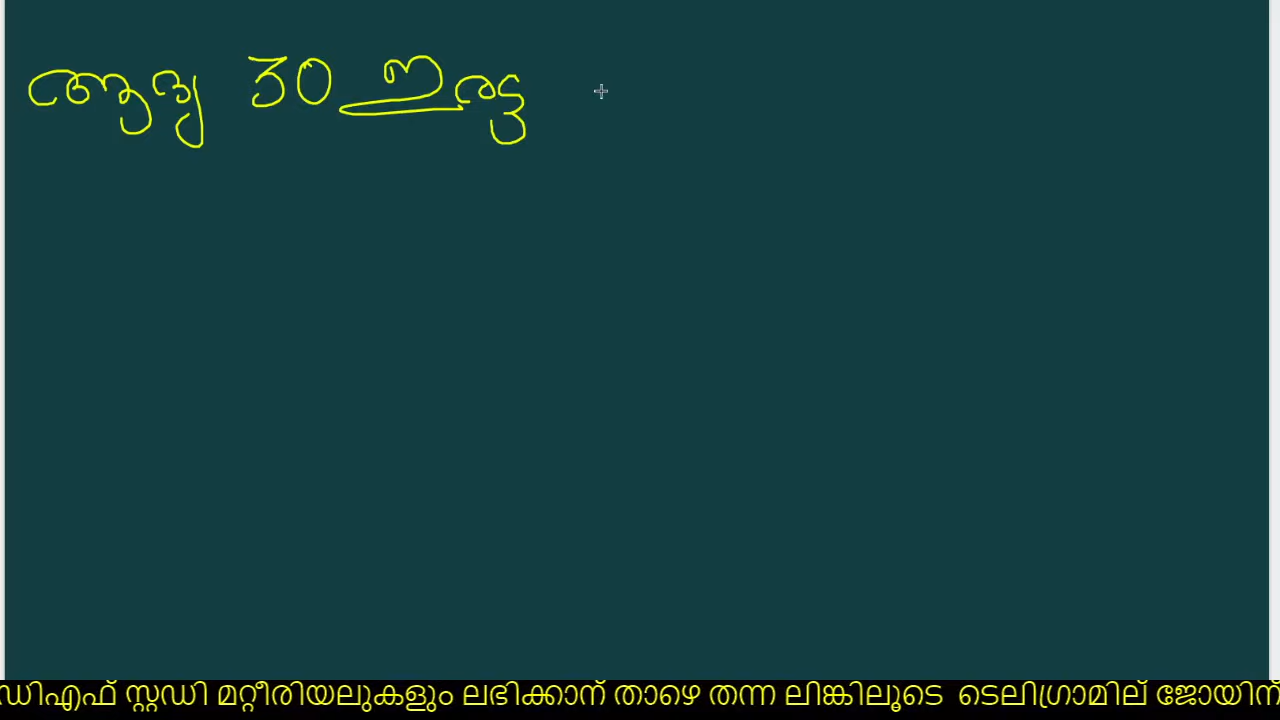 ആദ്യ 30 ഇരട്ട
ഡിഎഫ് സ്റ്റഡി മറ്റീരിയലുകളും ലഭിക്കാന് താഴെ തന്ന ലിങ്കിലൂടെ ടെലിഗ്രാമില് ജോയിന്